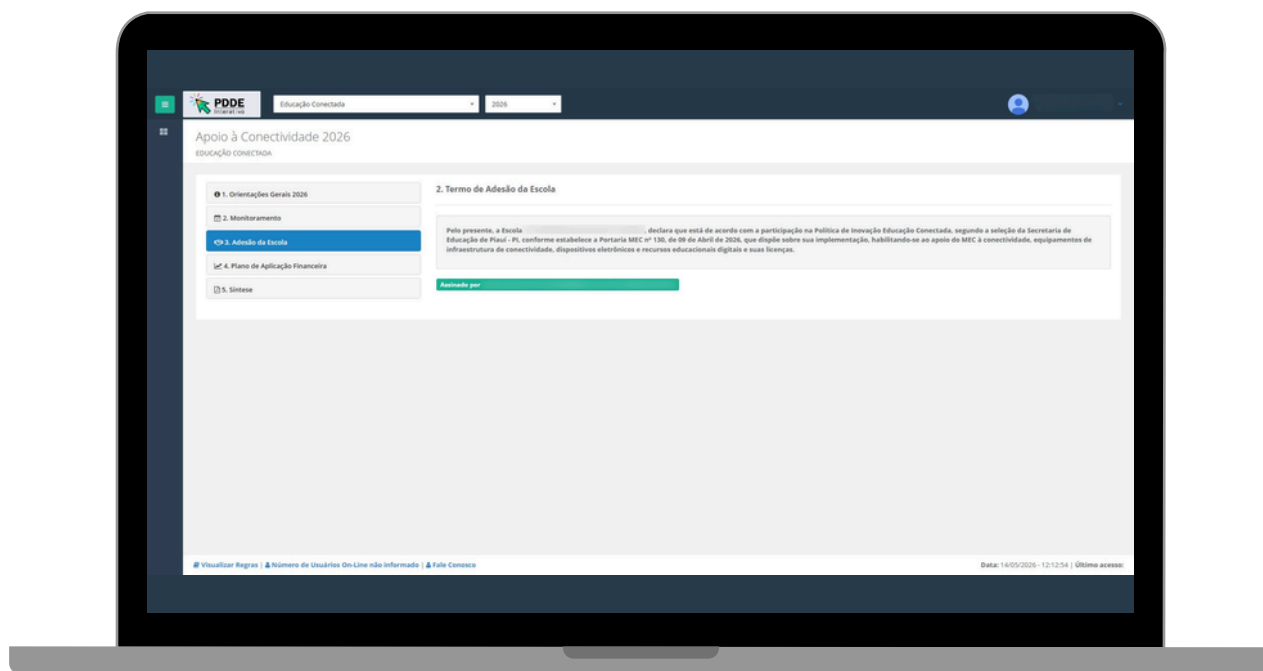 PDDE
Interativo
Educação Conectada
2026
Apoio à Conectividade 2026
EDUCAÇÃO CONECTADA
1. Orientações Gerais 2026
2. Monitoramento
3. Adesão da Escola
4. Plano de Aplicação Financeira
5. Síntese
2. Termo de Adesão da Escola
Pelo presente, a Escola , declara que está de acordo com a participação na Política de Inovação Educação Conectada, segundo a seleção da Secretaria de
Educação de Piauí - PI, conforme estabelece a Portaria MEC nº 130, de 09 de Abril de 2026, que dispõe sobre sua implementação, habilitando-se ao apoio do MEC à conectividade, equipamentos de
infraestrutura de conectividade, dispositivos eletrônicos e recursos educacionais digitais e suas licenças.
Assinado por
Visualizar Regras | Número de Usuários On-Line não informado | Fale Conosco
Data: 14/05/2026 - 12:12:54 | Último acesso: